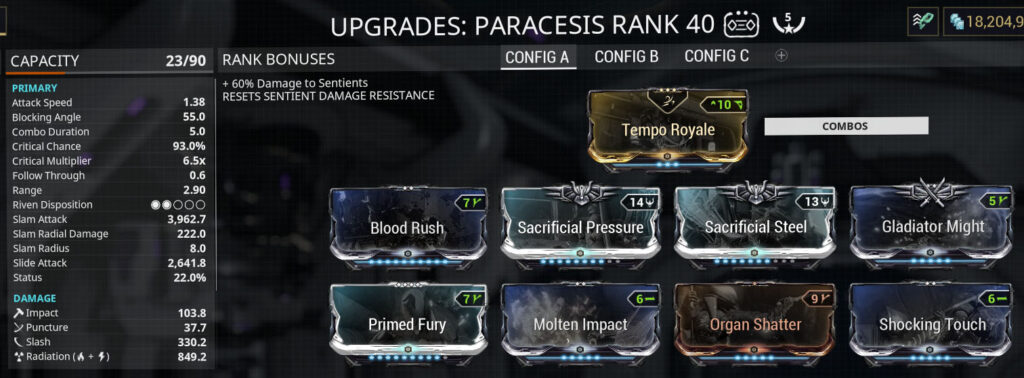 UPGRADES: PARACESIS RANK 40
5
18,204,9
CAPACITY 23/90
RANK BONUSES
CONFIG A CONFIG B CONFIG C
+ 60% Damage to Sentients
RESETS SENTIENT DAMAGE RESISTANCE
PRIMARY
Attack Speed 1.38
Blocking Angle 55.0
Combo Duration 5.0
Critical Chance 93.0%
Critical Multiplier 6.5x
Follow Through 0.6
Range 2.90
Riven Disposition
Slam Attack 3,962.7
Slam Radial Damage 222.0
Slam Radius 8.0
Slide Attack 2,641.8
Status 22.0%
DAMAGE
Impact 103.8
Puncture 37.7
Slash 330.2
Radiation ( + ) 849.2
10
Tempo Royale
COMBOS
7
Blood Rush
14
Sacrificial Pressure
13
Sacrificial Steel
5
Gladiator Might
7
Primed Fury
6
Molten Impact
9
Organ Shatter
6
Shocking Touch